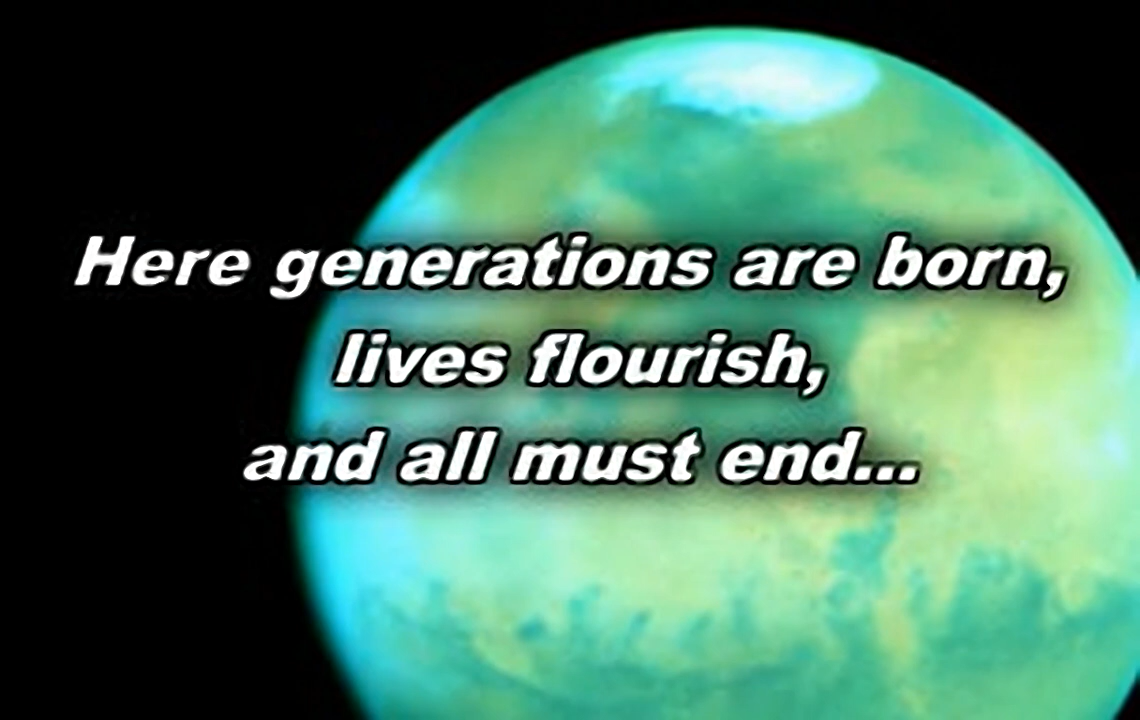 Here generations are born,
lives flourish,
and all must end...